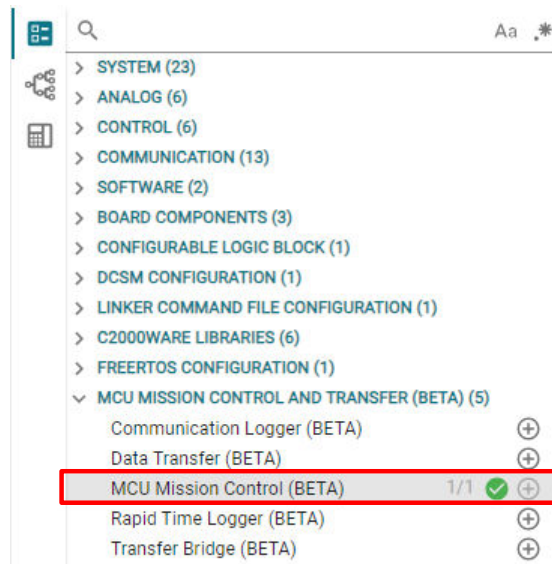 Aa .*
SYSTEM (23)
ANALOG (6)
CONTROL (6)
COMMUNICATION (13)
SOFTWARE (2)
BOARD COMPONENTS (3)
CONFIGURABLE LOGIC BLOCK (1)
DCSM CONFIGURATION (1)
LINKER COMMAND FILE CONFIGURATION (1)
C2000WARE LIBRARIES (6)
FREERTOS CONFIGURATION (1)
MCU MISSION CONTROL AND TRANSFER (BETA) (5)
Communication Logger (BETA)
Data Transfer (BETA)
MCU Mission Control (BETA) 1/1
Rapid Time Logger (BETA)
Transfer Bridge (BETA)